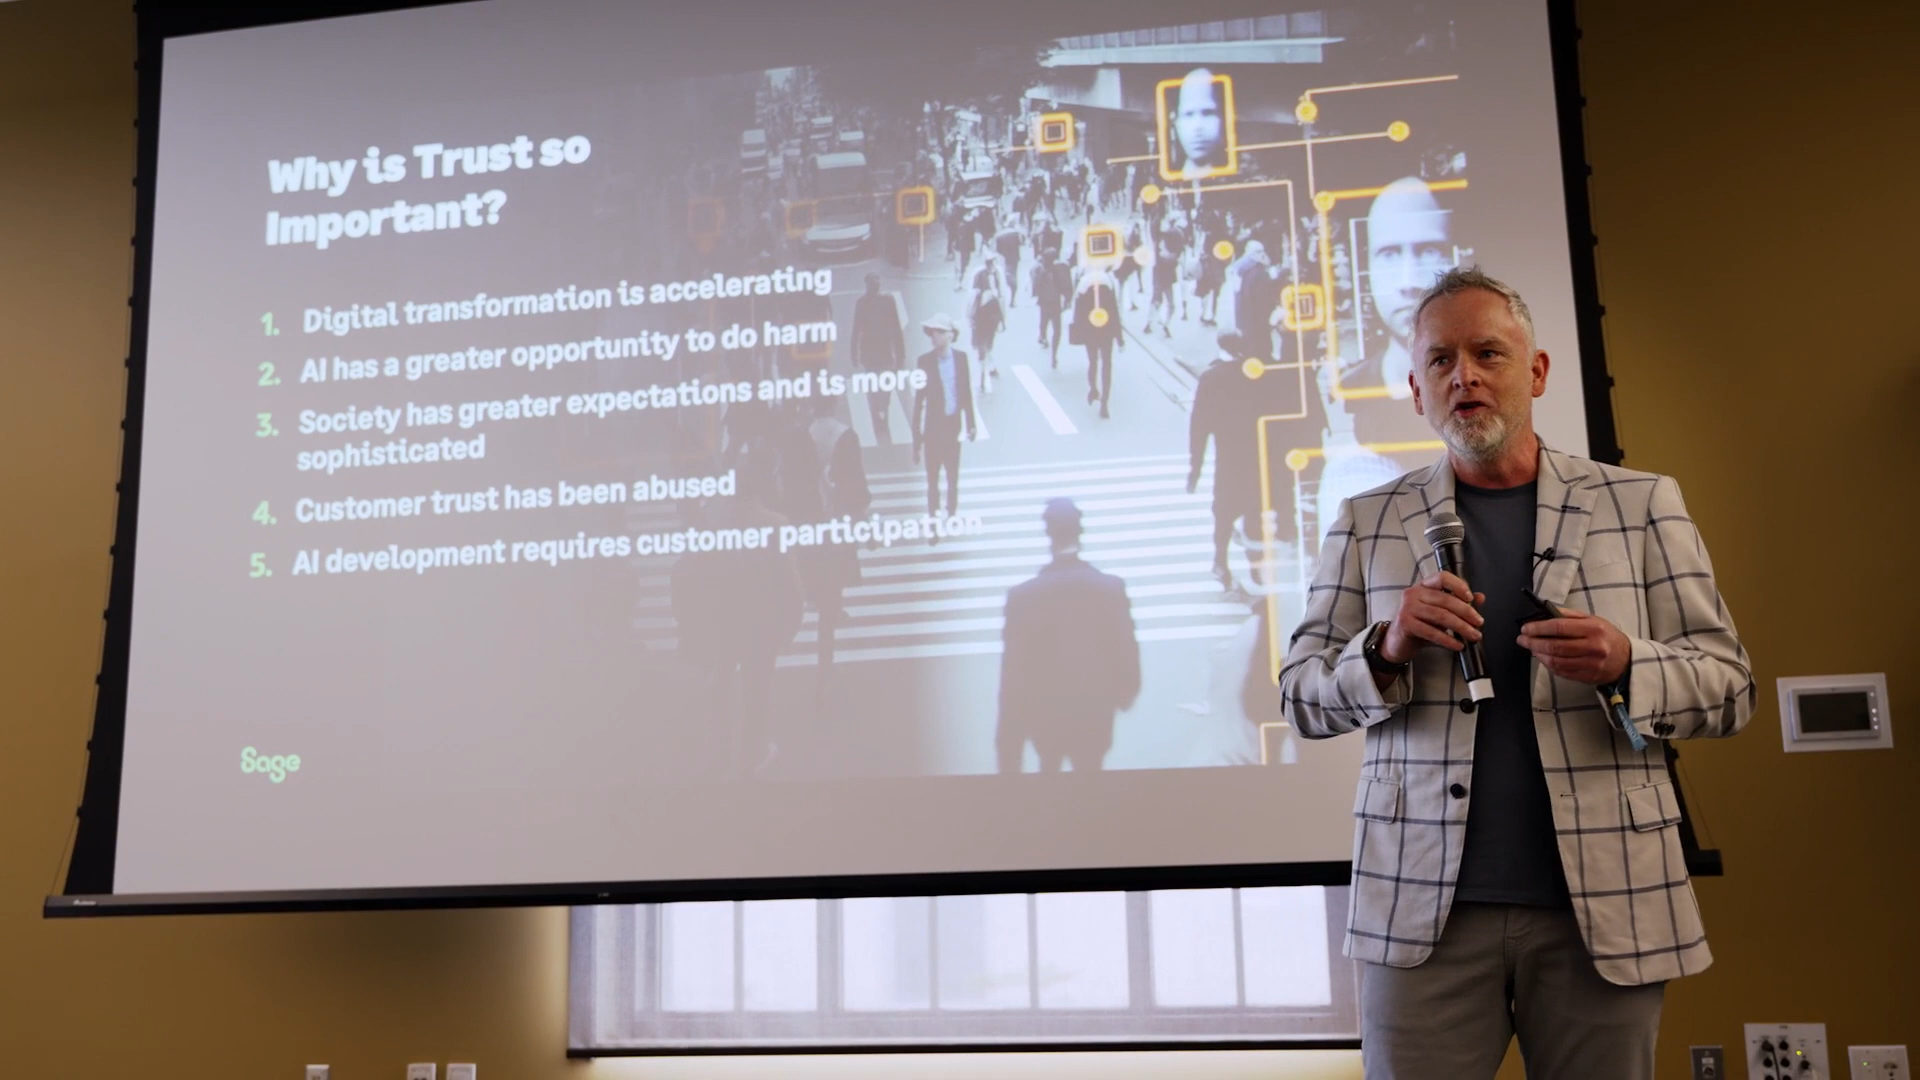 Why is Trust so
Important?
1. Digital transformation is accelerating
2. AI has a greater opportunity to do harm
3. Society has greater expectations and is more
sophisticated
4. Customer trust has been abused
5. AI development requires customer participation
Sage